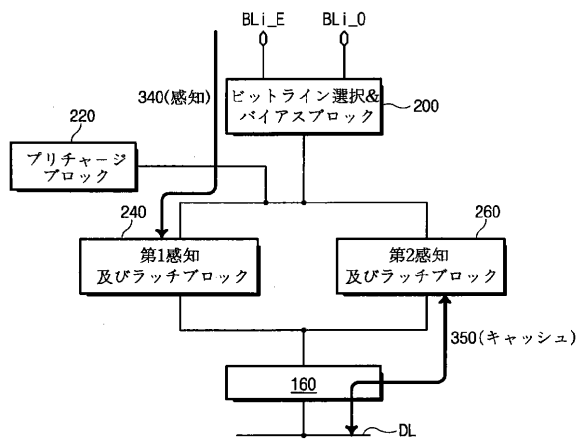 BLi_E
BLi_O
340(感知)
ビットライン選択&
バイアスブロック
200
220
プリチャージ
ブロック
240
260
第1感知
及びラッチブロック
第2感知
及びラッチブロック
350(キャッシュ)
160
DL